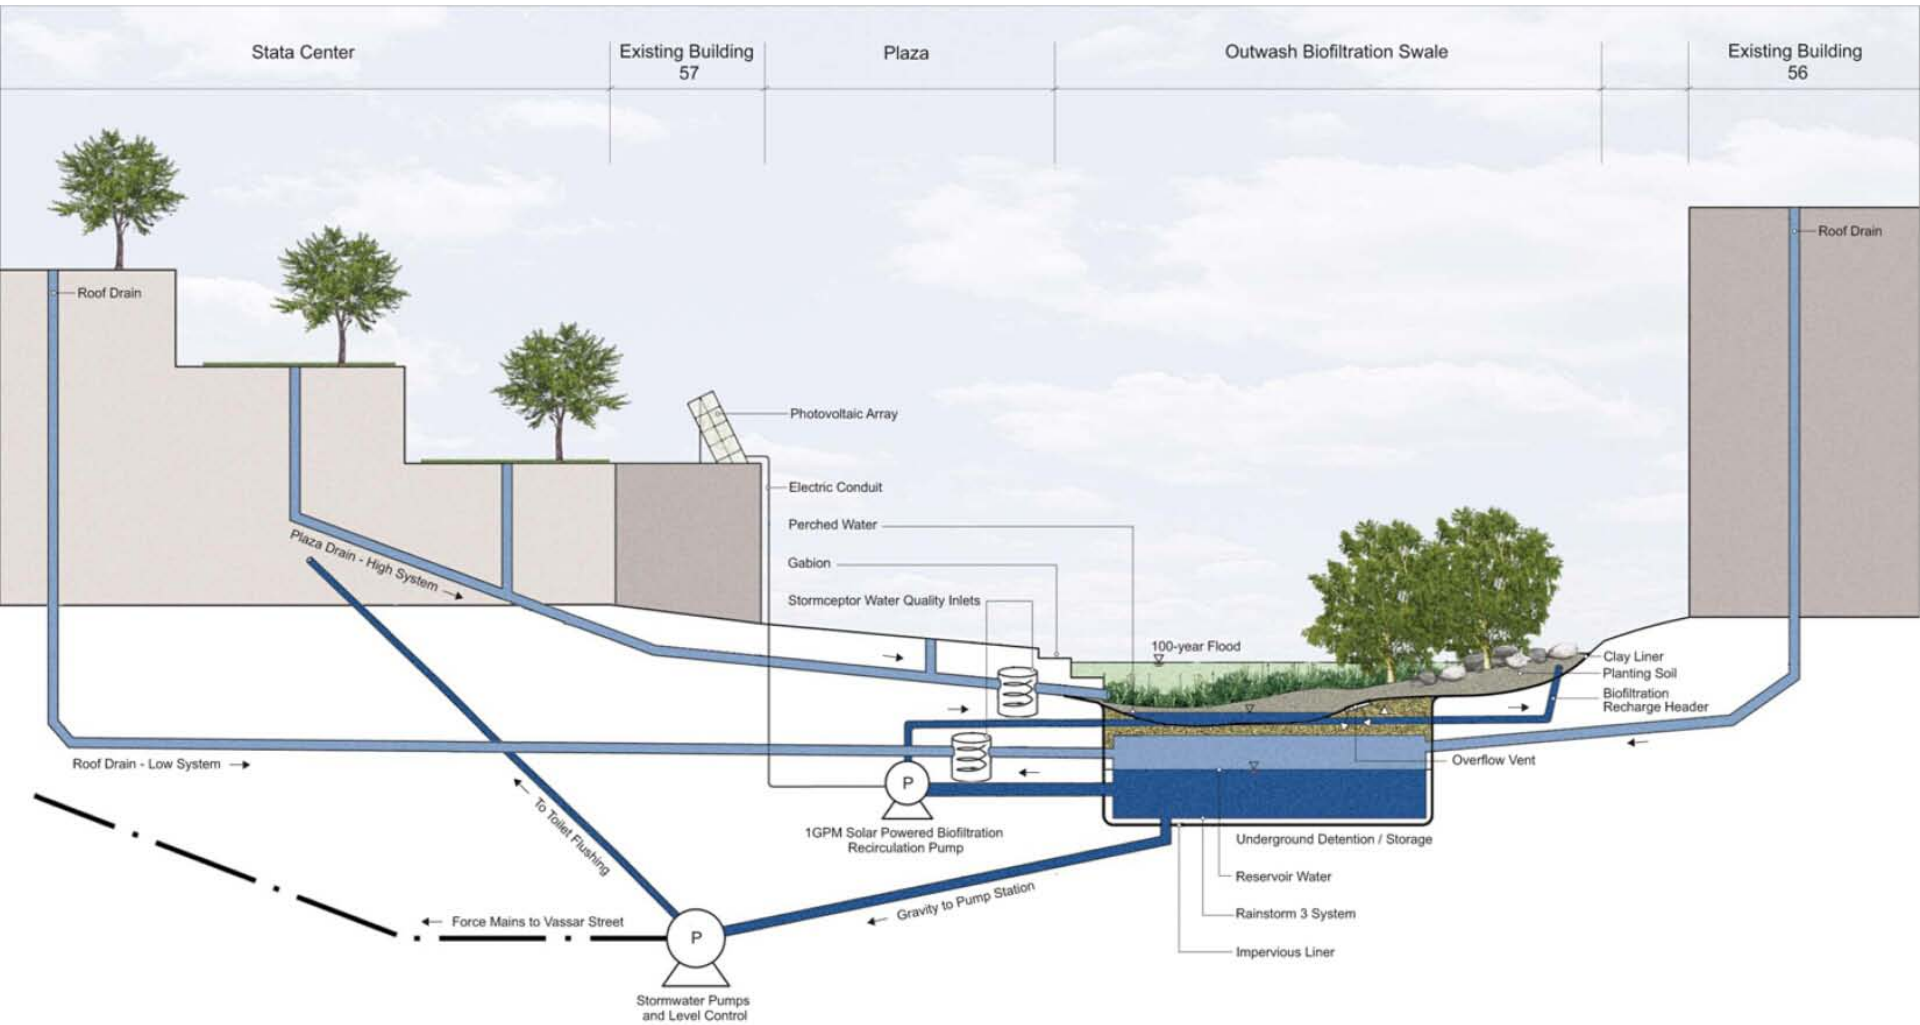 Stata Center
Existing Building
57
Plaza
Outwash Biofiltration Swale
Existing Building
56
Roof Drain
Roof Drain
Photovoltaic Array
Electric Conduit
Perched Water
Gabion
Stormceptor Water Quality Inlets
Plaza Drain - High System
100-year Flood
Clay Liner
Planting Soil
Biofiltration
Recharge Header
Overflow Vent
Roof Drain - Low System
To Toilet Flushing
P
1GPM Solar Powered Biofiltration
Recirculation Pump
Underground Detention / Storage
Reservoir Water
Rainstorm 3 System
Impervious Liner
Gravity to Pump Station
Force Mains to Vassar Street
P
Stormwater Pumps
and Level Control